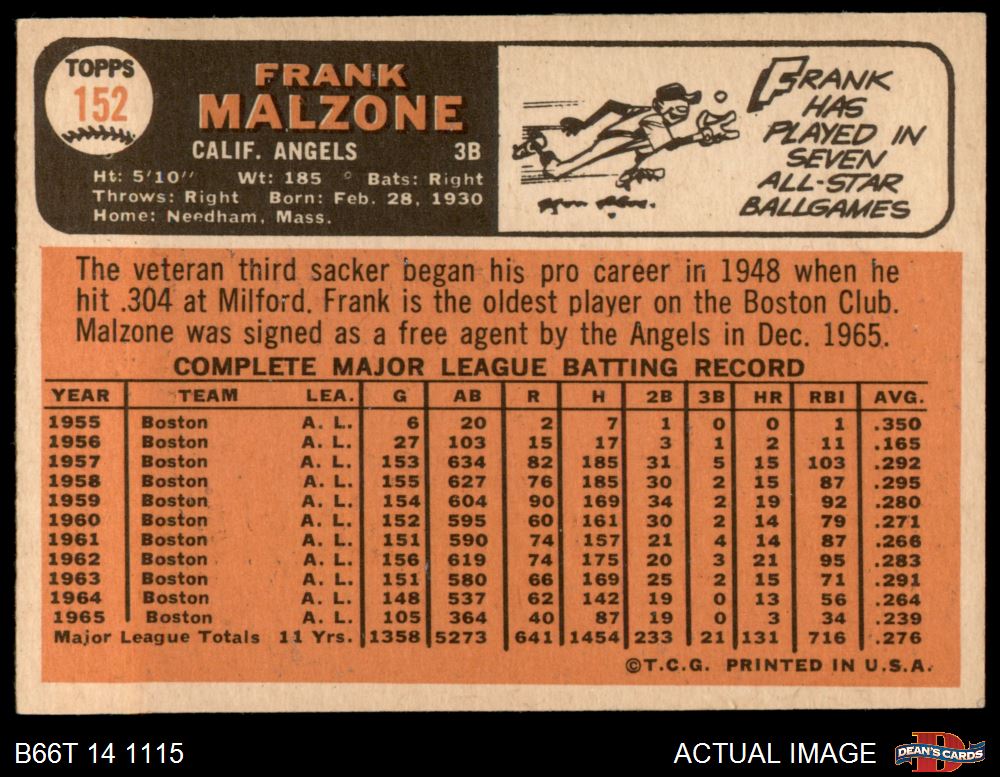 TOPPS
152
FRANK
MALZONE
CALIF. ANGELS 3B
Ht: 5'10" Wt: 185 Bats: Right
Throws: Right Born: Feb. 28, 1930
Home: Needham, Mass.
FRANK
HAS
PLAYED IN
SEVEN
ALL-STAR
BALLGAMES
The veteran third sacker began his pro career in 1948 when he
hit .304 at Milford. Frank is the oldest player on the Boston Club.
Malzone was signed as a free agent by the Angels in Dec. 1965.
COMPLETE MAJOR LEAGUE BATTING RECORD
YEAR TEAM LEA. G AB R H 2B 3B HR RBI AVG.
1955 Boston A. L. 6 20 2 7 1 0 0 1 .350
1956 Boston A. L. 27 103 15 17 3 1 2 11 .165
1957 Boston A. L. 153 634 82 185 31 5 15 103 .292
1958 Boston A. L. 155 627 76 185 30 2 15 87 .295
1959 Boston A. L. 154 604 90 169 34 2 19 92 .280
1960 Boston A. L. 152 595 60 161 30 2 14 79 .271
1961 Boston A. L. 151 590 74 157 21 4 14 87 .266
1962 Boston A. L. 156 619 74 175 20 3 21 95 .283
1963 Boston A. L. 151 580 66 169 25 2 15 71 .291
1964 Boston A. L. 148 537 62 142 19 0 13 56 .264
1965 Boston A. L. 105 364 40 87 19 0 3 34 .239
Major League Totals 11 Yrs. 1358 5273 641 1454 233 21 131 716 .276
©T.C.G. PRINTED IN U.S.A.
B66T 14 1115 ACTUAL IMAGE DEAN'S CARDS